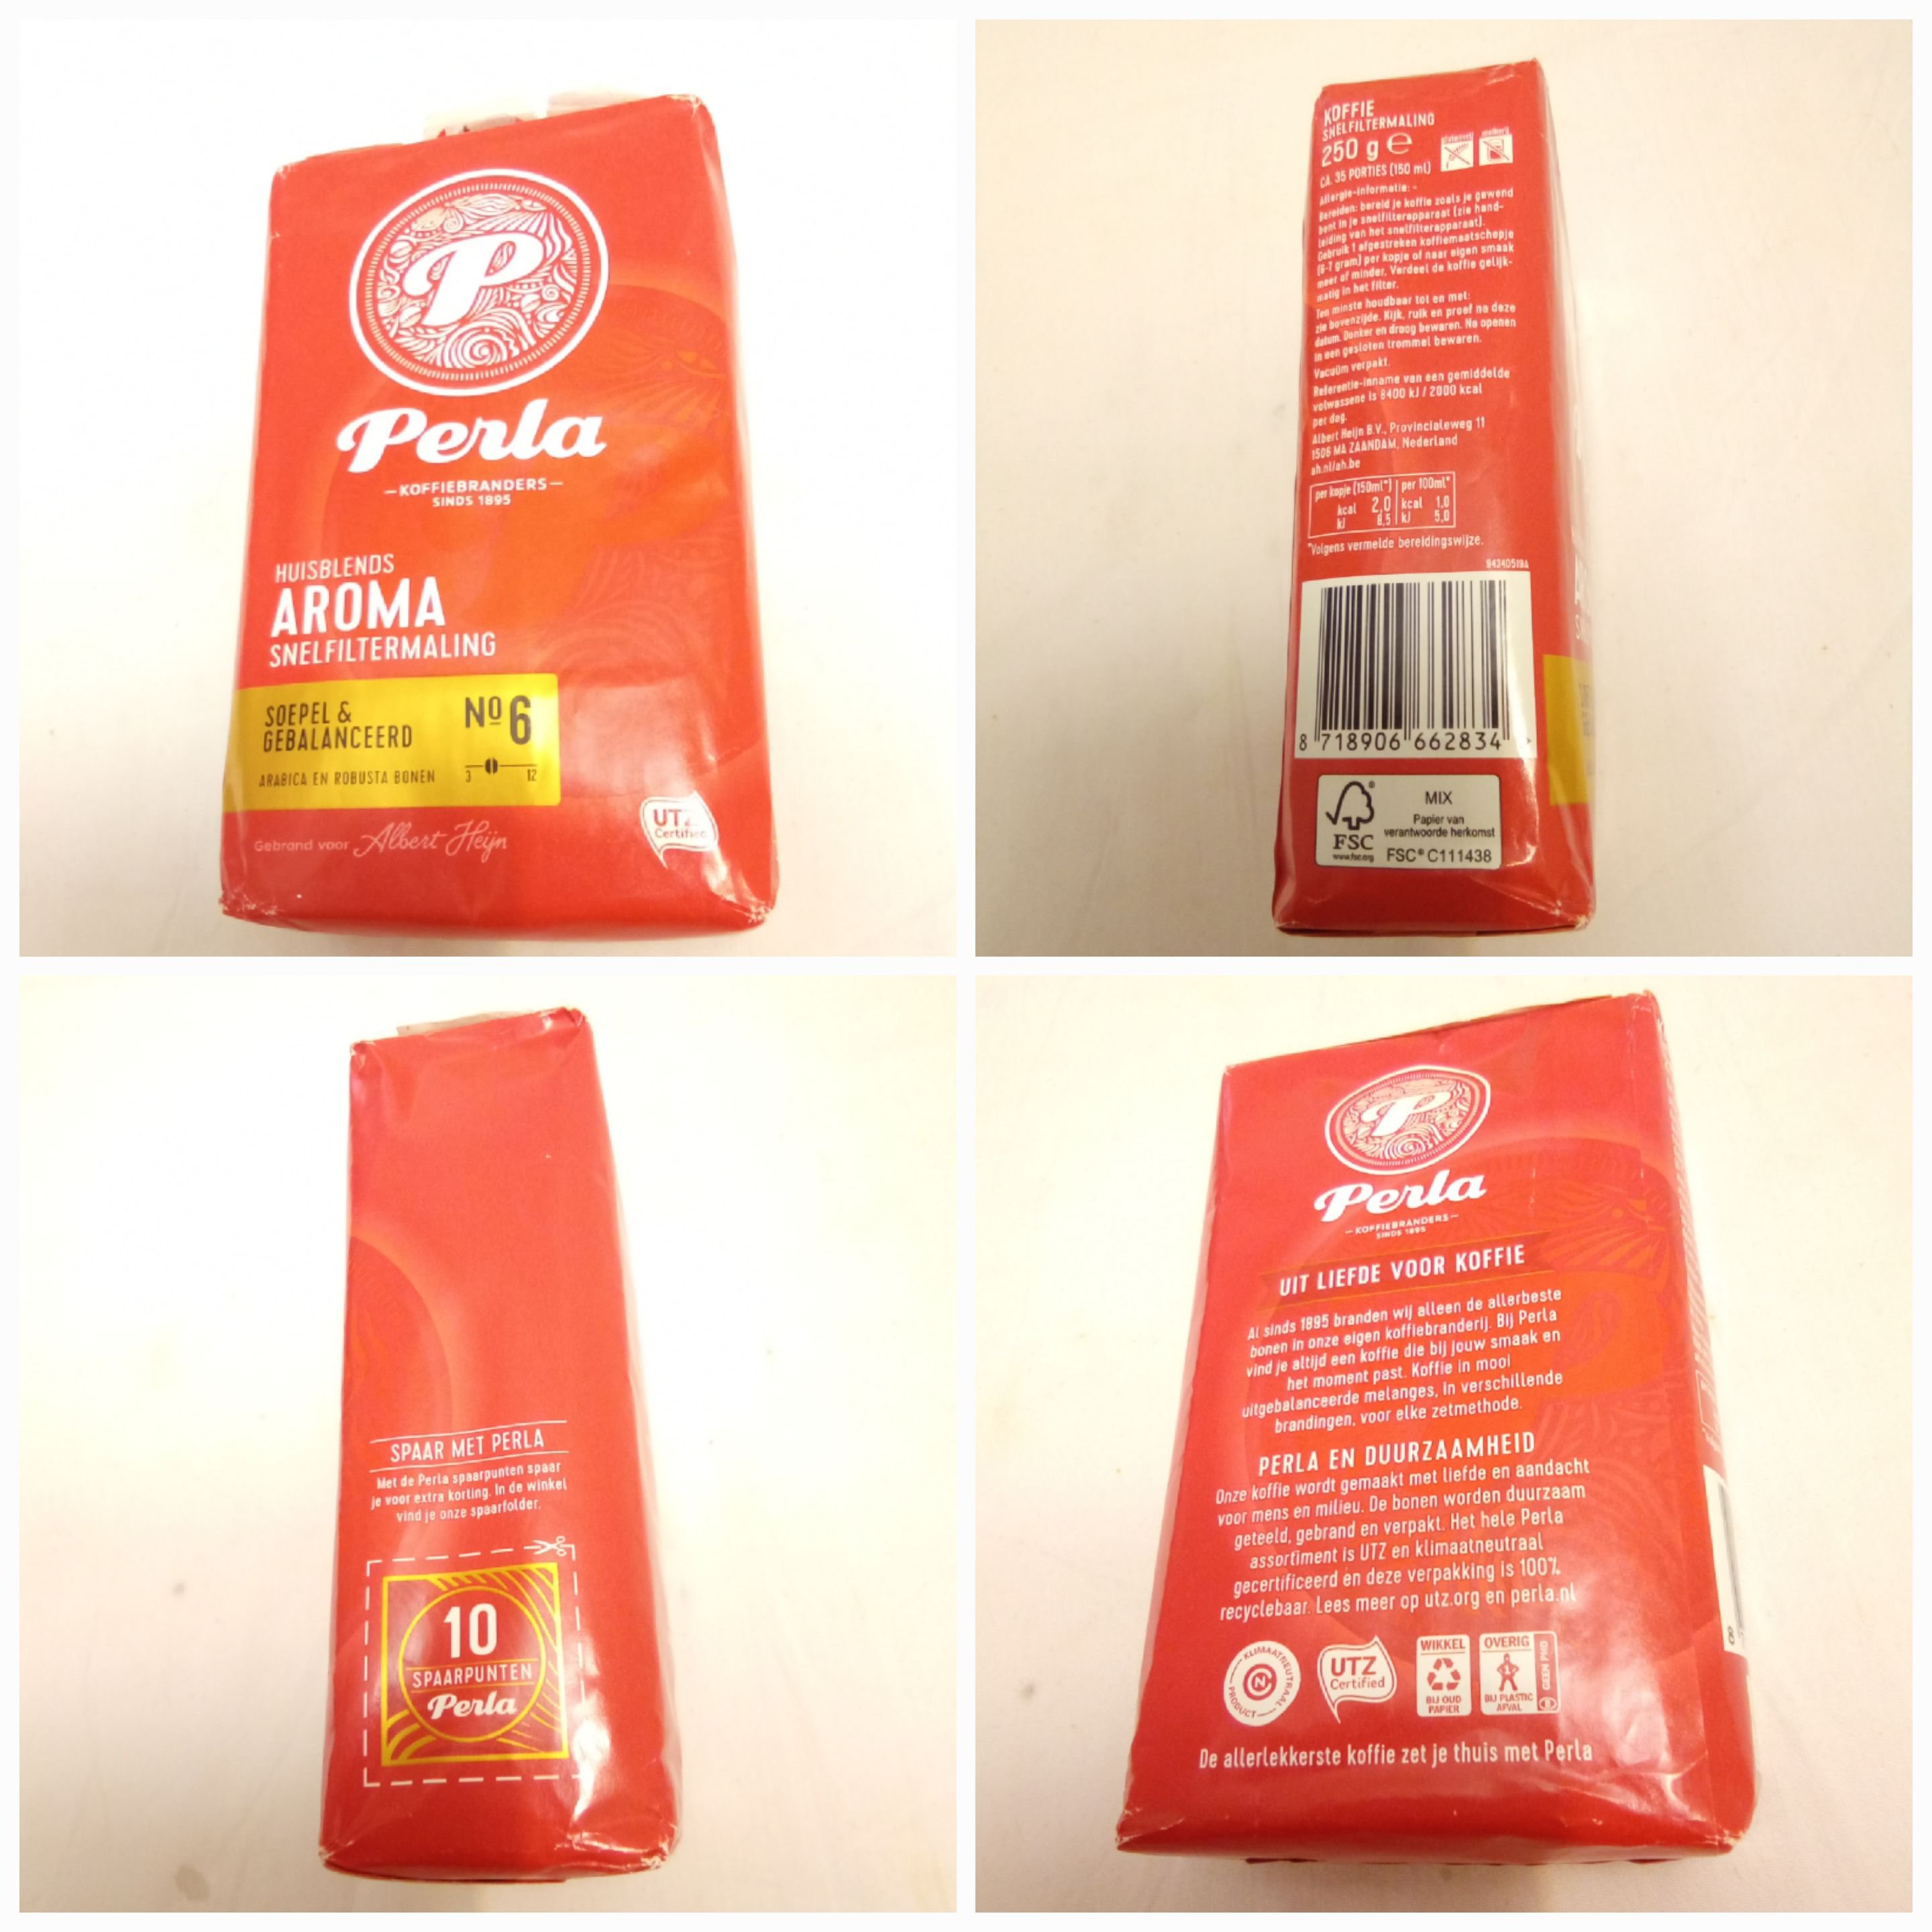 P
Perla
KOFFIEBRANDERS
SINDS 1895
HUISBLENDS
AROMA
SNELFILTERMALING
SOEPEL &
GEBALANCEERD
Nº6
ARABICA EN ROBUSTA BONEN
3 12
Gebrand voor Albert Heijn
UTZ
Certified
KOFFIE
SNELFILTERMALING
250 g ℮
CA. 35 PORTIES (150 ml)
glutenvrij melkvrij
Allergie-informatie: -
Bereiden: bereid je koffie zoals je gewend
bent in je snelfilterapparaat (zie hand-
leiding van het snelfilterapparaat).
Gebruik 1 afgestreken koffiemaatschepje
(6-7 gram) per kopje of naar eigen smaak
meer of minder. Verdeel de koffie gelijk-
matig in het filter.
Ten minste houdbaar tot en met:
zie bovenzijde. Kijk, ruik en proef na deze
datum. Donker en droog bewaren. Na openen
in een gesloten trommel bewaren.
Vacuüm verpakt.
Referentie-inname van een gemiddelde
volwassene is 8400 kJ / 2000 kcal
per dag.
Albert Heijn B.V., Provincialeweg 11
1506 MA ZAANDAM, Nederland
ah.nl/ah.be
per kopje (150ml*) per 100ml*
kcal 2,0 kcal 1,0
kJ 8,5 kJ 5,0
*Volgens vermelde bereidingswijze.
94340519A
8 718906 662834 >
FSC
www.fsc.org
MIX
Papier van
verantwoorde herkomst
FSC® C111438
SPAAR MET PERLA
Met de Perla spaarpunten spaar
je voor extra korting. In de winkel
vind je onze spaarfolder.
10
SPAARPUNTEN
Perla
P
Perla
KOFFIEBRANDERS
SINDS 1895
UIT LIEFDE VOOR KOFFIE
Al sinds 1895 branden wij alleen de allerbeste
bonen in onze eigen koffiebranderij. Bij Perla
vind je altijd een koffie die bij jouw smaak en
het moment past. Koffie in mooi
uitgebalanceerde melanges, in verschillende
brandingen, voor elke zetmethode.
PERLA EN DUURZAAMHEID
Onze koffie wordt gemaakt met liefde en aandacht
voor mens en milieu. De bonen worden duurzaam
geteeld, gebrand en verpakt. Het hele Perla
assortiment is UTZ en klimaatneutraal
gecertificeerd en deze verpakking is 100%
recyclebaar. Lees meer op utz.org en perla.nl
KLIMAATNEUTRAAL
PRODUCT
N
UTZ
Certified
WIKKEL
BIJ OUD
PAPIER
OVERIG
BIJ PLASTIC
AFVAL
GEEN PMD
De allerlekkerste koffie zet je thuis met Perla